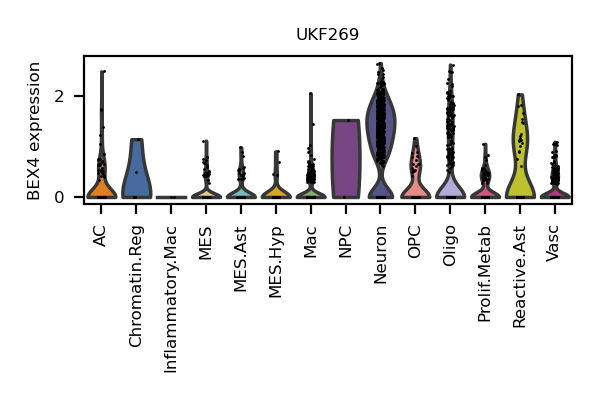 UKF269
BEX4 expression
2
0
AC
Chromatin.Reg
Inflammatory.Mac
MES
MES.Ast
MES.Hyp
Mac
NPC
Neuron
OPC
Oligo
Prolif.Metab
Reactive.Ast
Vasc